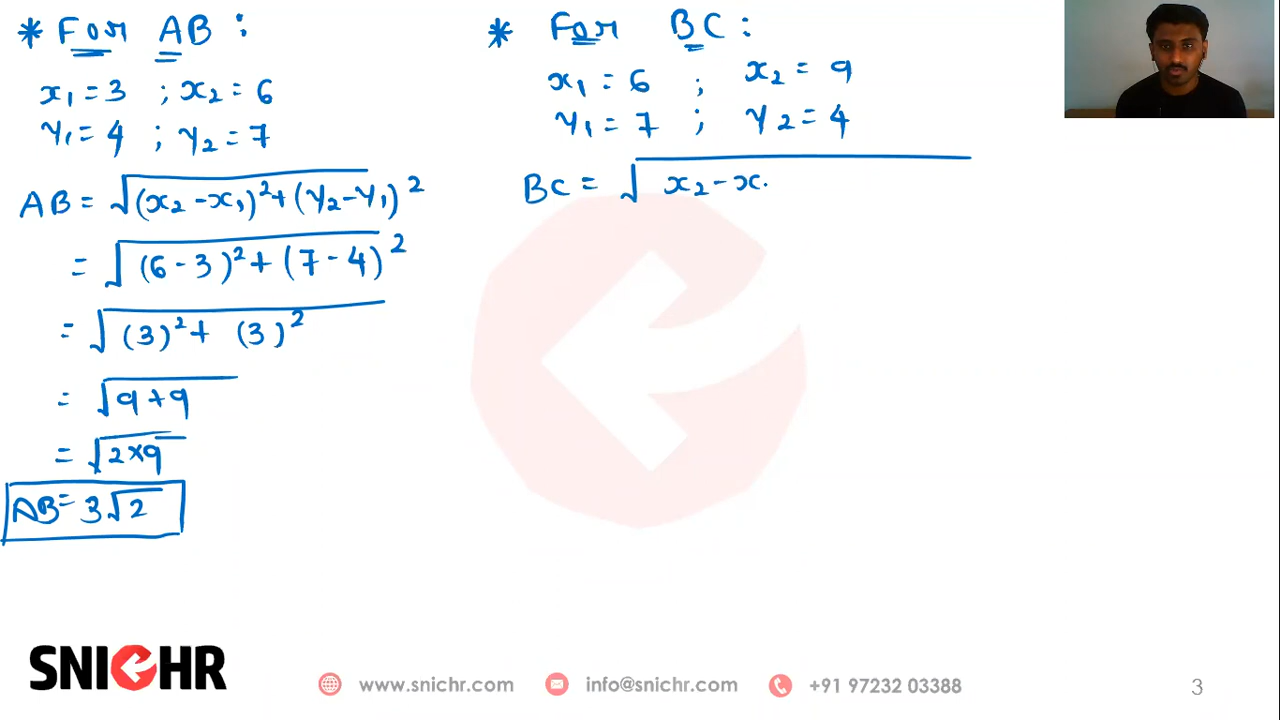 * For AB :
x₁ = 3 ; x₂ = 6
Y₁ = 4 ; Y₂ = 7
AB = √(x₂ - x₁)² + (Y₂ - Y₁)²
= √(6 - 3)² + (7 - 4)²
= √(3)² + (3)²
= √9 + 9
= √2×9
AB = 3√2
* For BC :
x₁ = 6 ; x₂ = 9
Y₁ = 7 ; Y₂ = 4
BC = √x₂ - x
SNICHR
www.snichr.com info@snichr.com +91 97232 03388
3